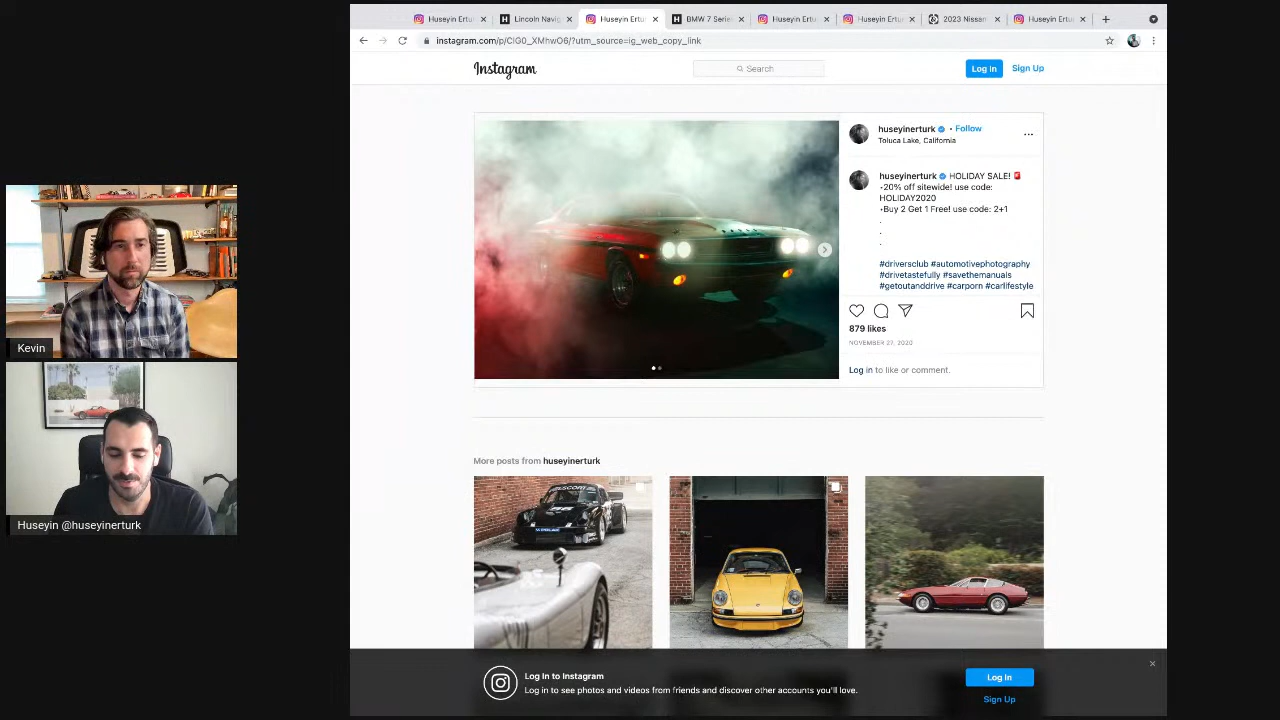 Huseyin Ertu
Lincoln Navig
Huseyin Ertu
BMW 7 Series
Huseyin Ertu
Huseyin Ertu
2023 Nissan
Huseyin Ertu
instagram.com/p/CIG0_XMhwO6/?utm_source=ig_web_copy_link
Instagram
Search
Log In
Sign Up
huseyinerturk • Follow
Toluca Lake, California
huseyinerturk HOLIDAY SALE! 🚨
•20% off sitewide! use code:
HOLIDAY2020
•Buy 2 Get 1 Free! use code: 2+1
.
.
.
#driversclub #automotivephotography
#drivetastefully #savethemanuals
#getoutanddrive #carporn #carlifestyle
879 likes
NOVEMBER 27, 2020
Log in to like or comment.
Kevin
Huseyin @huseyinerturk
More posts from huseyinerturk
Log In to Instagram
Log in to see photos and videos from friends and discover other accounts you'll love.
Log In
Sign Up